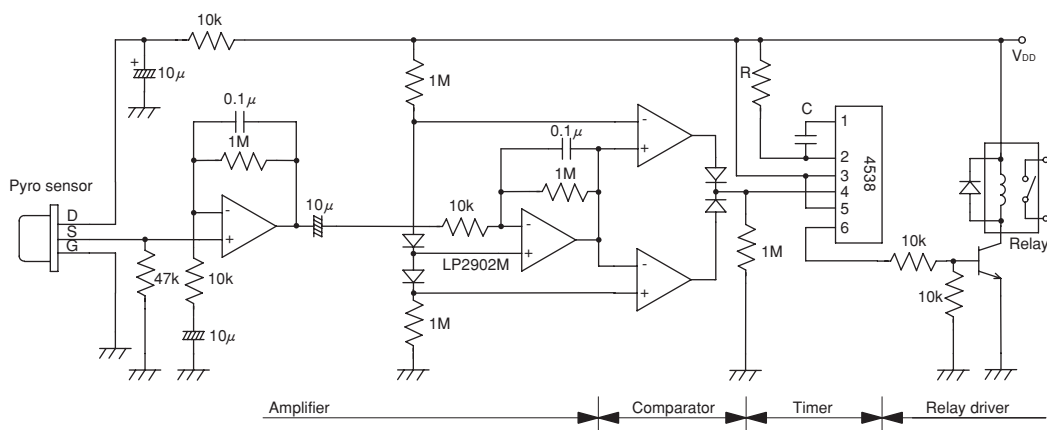 10k
VDD
+
10μ
1M
R
0.1μ
C
1
0.1μ
-
+
2
1M
1M
3
4538
Pyro sensor
4
D
-
10μ
10k
5
S
+
-
6
G
+
LP2902M
-
1M
10k
Relay
47k
10k
+
10k
1M
10μ
Amplifier
Comparator
Timer
Relay driver